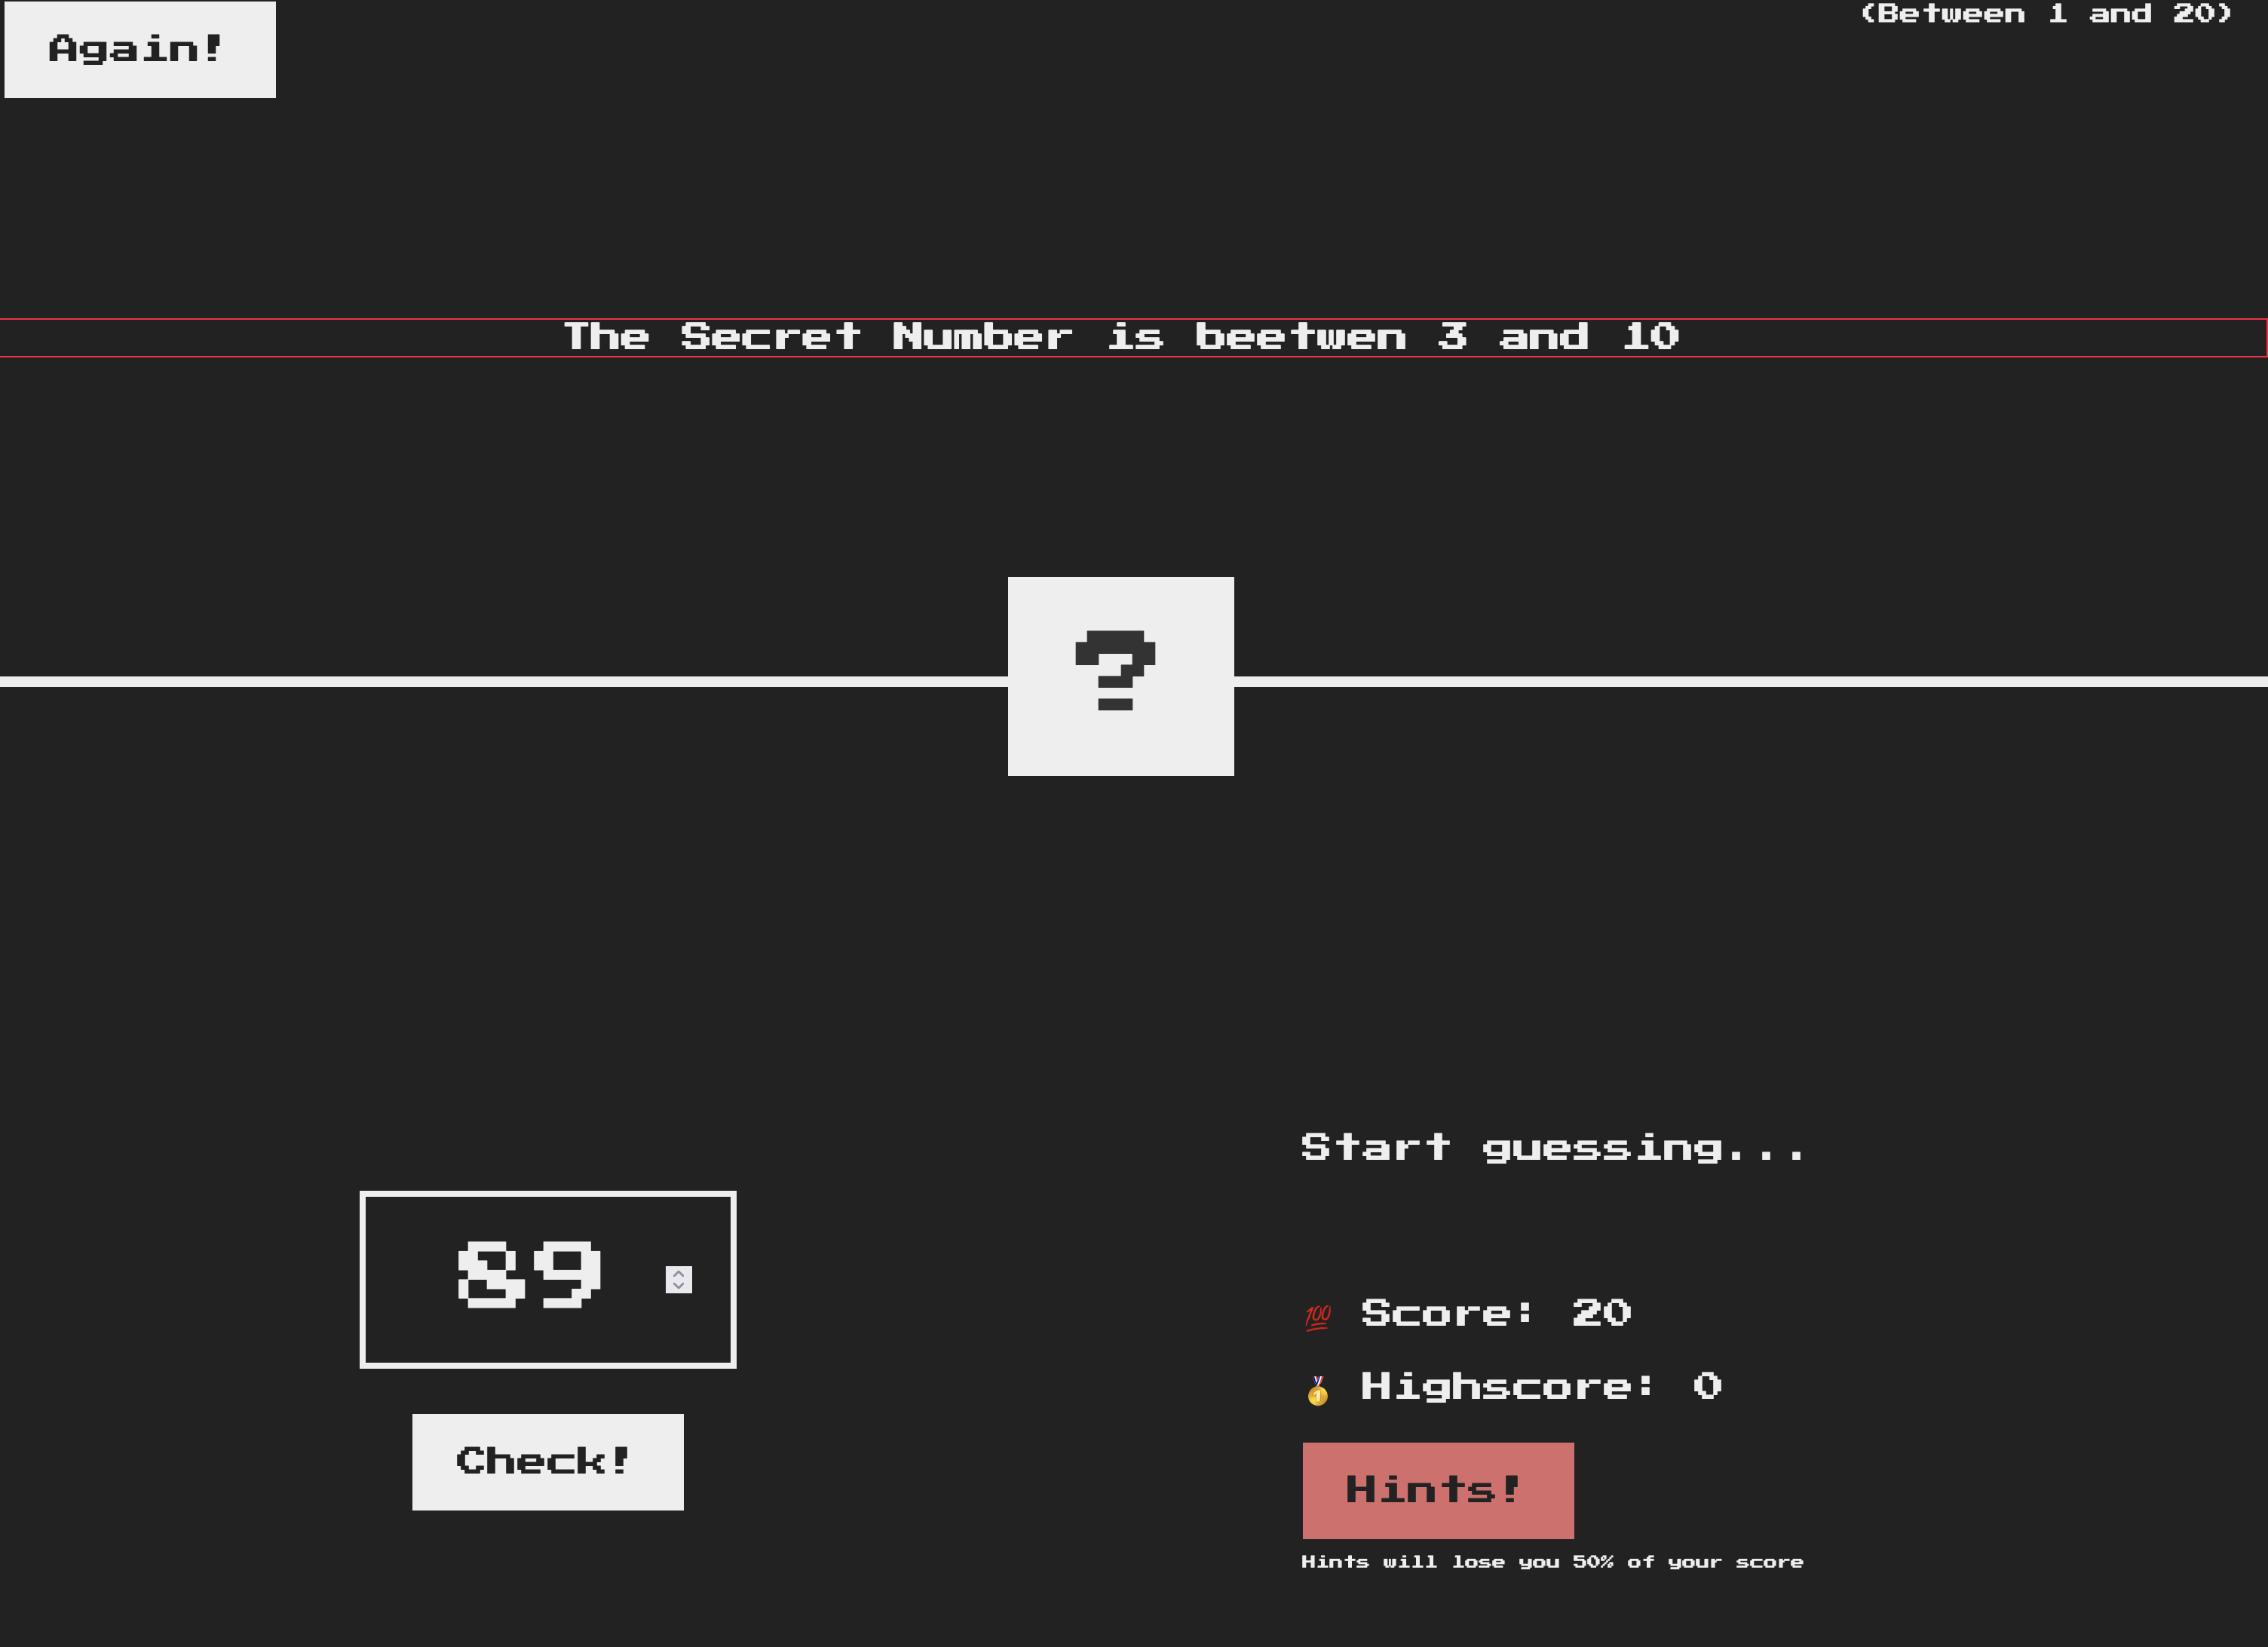 Again!
(Between 1 and 20)
The Secret Number is beetwen 3 and 10
?
Start guessing...
89
💯 Score: 20
🥇 Highscore: 0
Check!
Hints!
Hints will lose you 50% of your score